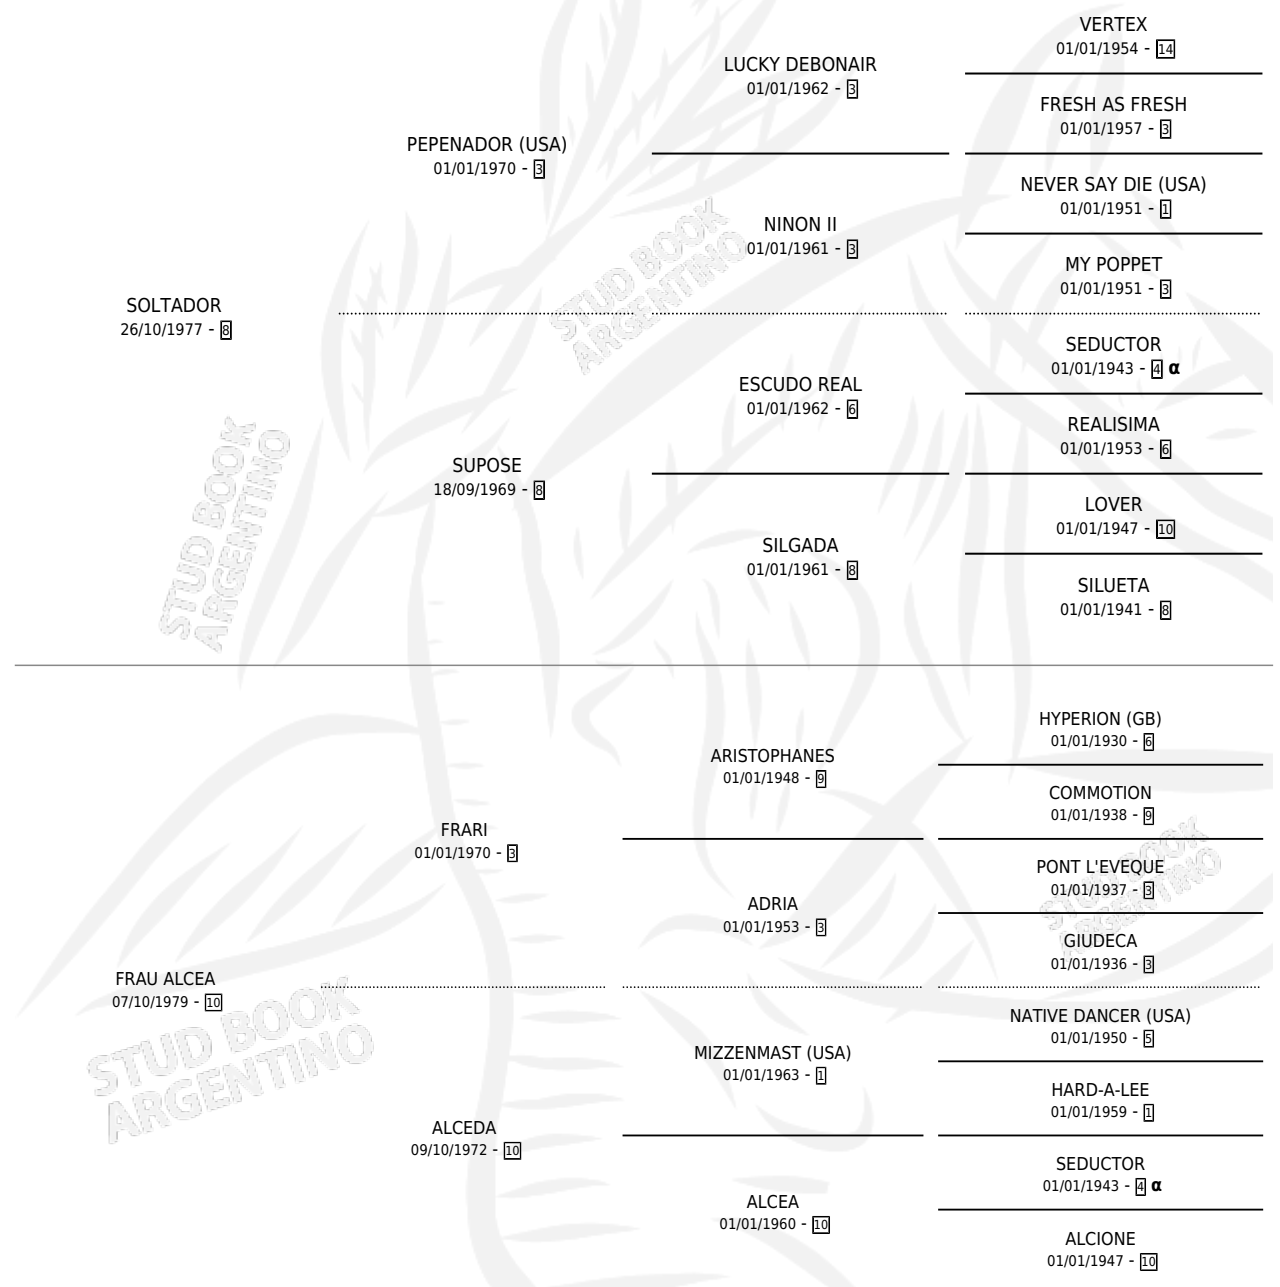 VERTEX
01/01/1954 - 14
LUCKY DEBONAIR
01/01/1962 - 3
FRESH AS FRESH
01/01/1957 - 3
PEPENADOR (USA)
01/01/1970 - 3
NEVER SAY DIE (USA)
01/01/1951 - 1
NINON II
01/01/1961 - 3
MY POPPET
01/01/1951 - 3
SOLTADOR
26/10/1977 - 8
SEDUCTOR
01/01/1943 - 4 α
ESCUDO REAL
01/01/1962 - 6
REALISIMA
01/01/1953 - 6
SUPOSE
18/09/1969 - 8
LOVER
01/01/1947 - 10
SILGADA
01/01/1961 - 8
SILUETA
01/01/1941 - 8
HYPERION (GB)
01/01/1930 - 6
ARISTOPHANES
01/01/1948 - 9
COMMOTION
01/01/1938 - 9
FRARI
01/01/1970 - 3
PONT L'EVEQUE
01/01/1937 - 3
ADRIA
01/01/1953 - 3
GIUDECA
01/01/1936 - 3
FRAU ALCEA
07/10/1979 - 10
NATIVE DANCER (USA)
01/01/1950 - 5
MIZZENMAST (USA)
01/01/1963 - 1
HARD-A-LEE
01/01/1959 - 1
ALCEDA
09/10/1972 - 10
SEDUCTOR
01/01/1943 - 4 α
ALCEA
01/01/1960 - 10
ALCIONE
01/01/1947 - 10
STUD BOOK
ARGENTINO
STUD BOOK
ARGENTINO
STUD BOOK
ARGENTINO
STUD BOOK
ARGENTINO